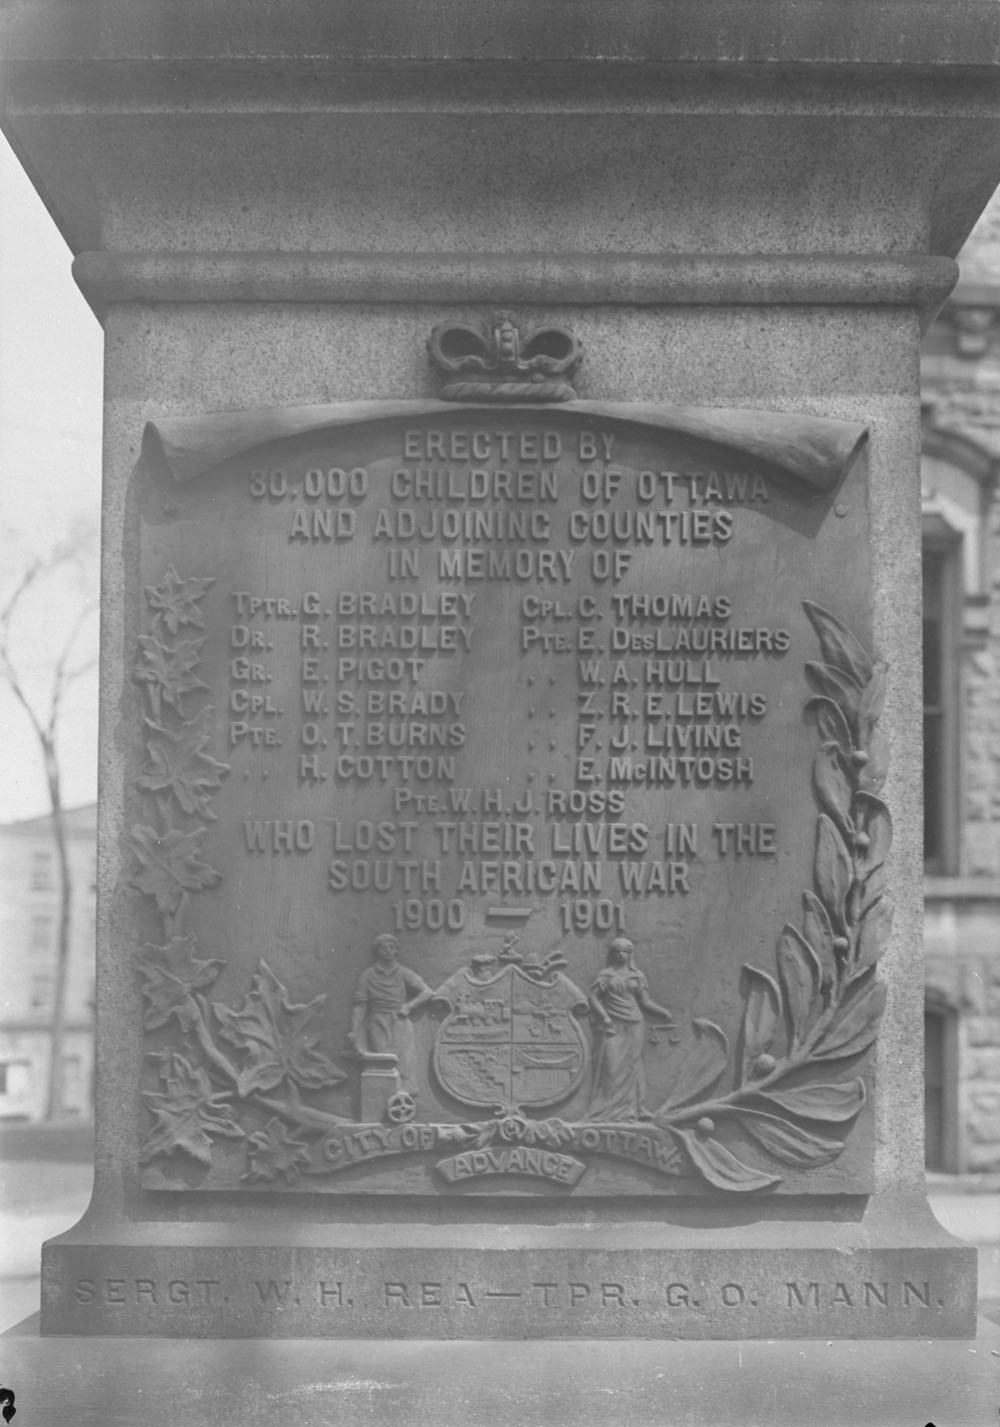 ERECTED BY
30,000 CHILDREN OF OTTAWA
AND ADJOINING COUNTIES
IN MEMORY OF
TPTR. G. BRADLEY
DR. R. BRADLEY
GR. E. PIGOT
CPL. W. S. BRADY
PTE. O. T. BURNS
.. H. COTTON
CPL. C. THOMAS
PTE. E. DESLAURIERS
.. W. A. HULL
.. Z. R. E. LEWIS
.. F. J. LIVING
.. E. MCINTOSH
PTE. W. H. J. ROSS
WHO LOST THEIR LIVES IN THE
SOUTH AFRICAN WAR
1900 — 1901
CITY OF OTTAWA
ADVANCE
SERGT. W. H. REA—TPR. G. O. MANN.